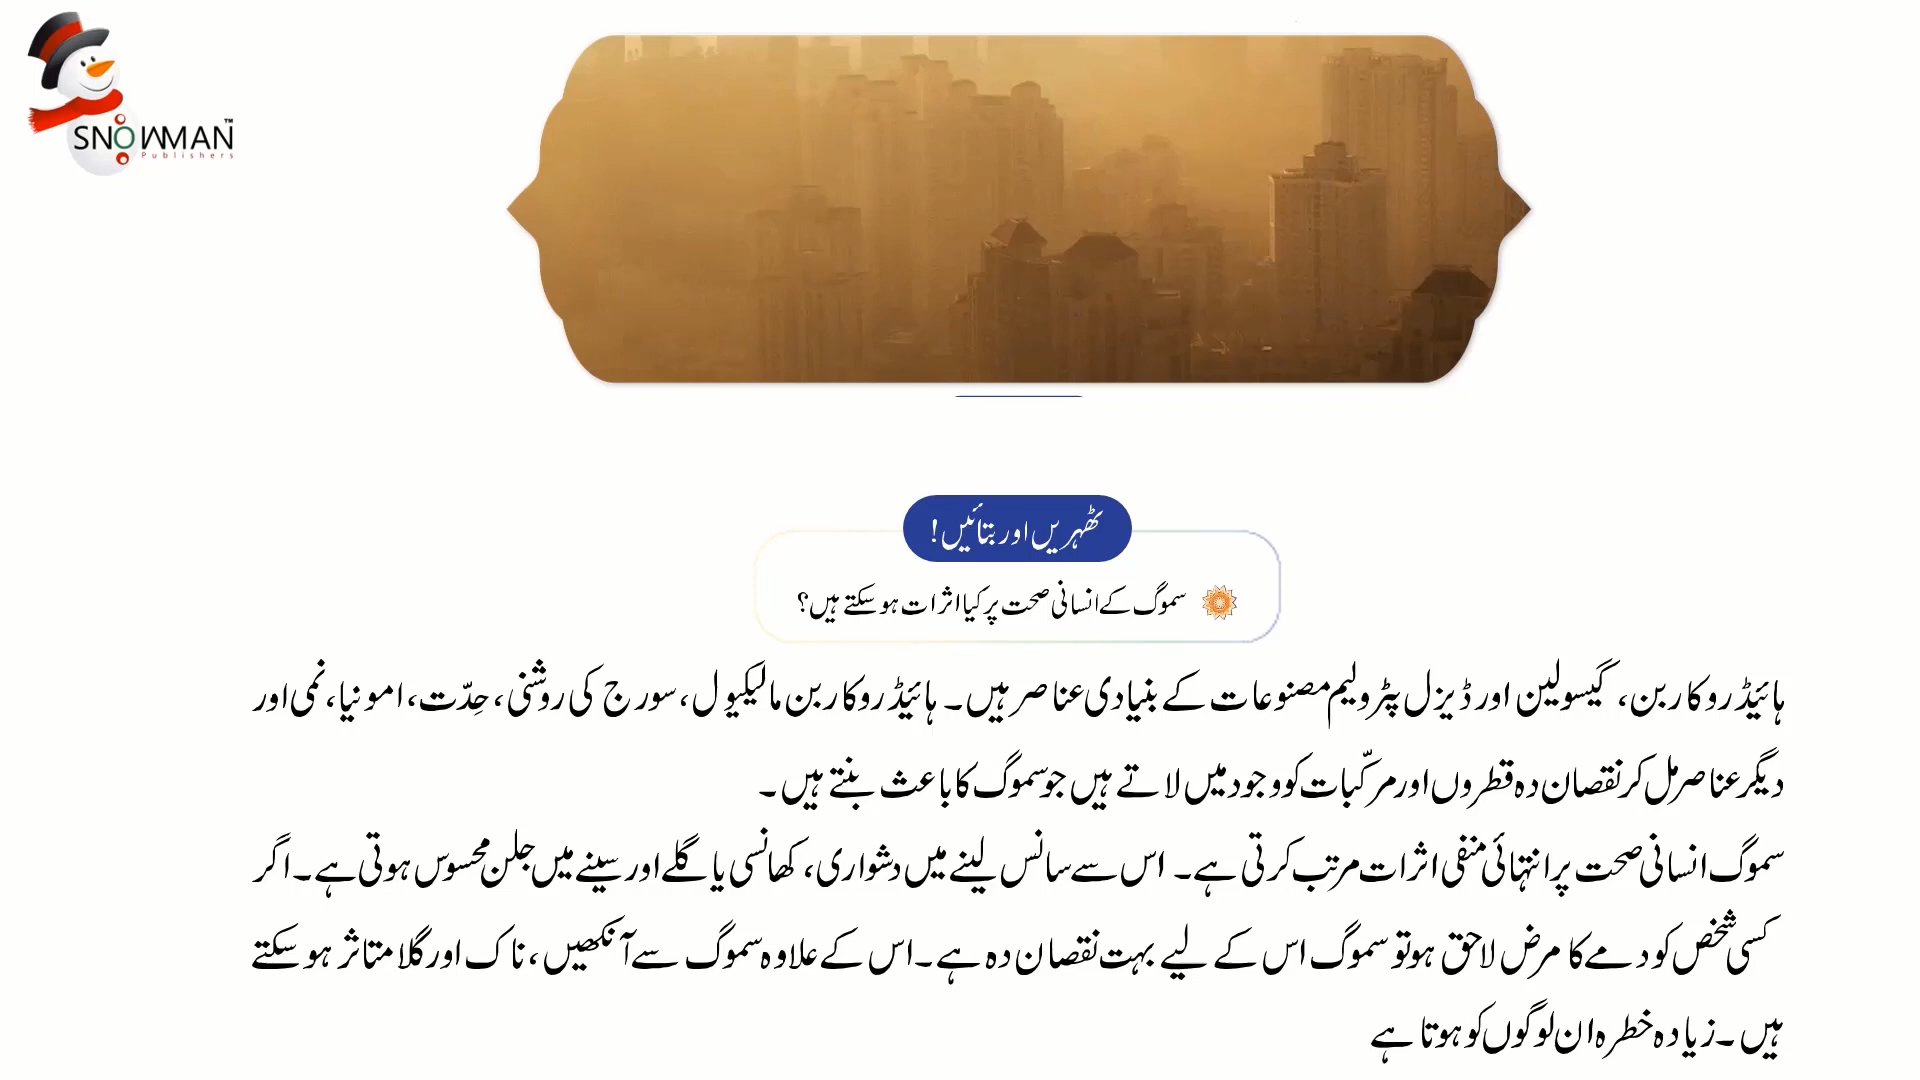 SNOWMAN™
Publishers
ٹھہریں اور بتائیں!
سموگ کے انسانی صحت پر کیا اثرات ہو سکتے ہیں؟
ہائیڈروکاربن، گیسولین اور ڈیزل پٹرولیم مصنوعات کے بنیادی عناصر ہیں۔ ہائیڈروکاربن مالیکیول، سورج کی روشنی، حِدّت، امونیا، نمی اور
دیگر عناصر مل کر نقصان دہ قطروں اور مرکّبات کو وجود میں لاتے ہیں جو سموگ کا باعث بنتے ہیں۔
سموگ انسانی صحت پر انتہائی منفی اثرات مرتب کرتی ہے۔ اس سے سانس لینے میں دشواری، کھانسی یا گلے اور سینے میں جلن محسوس ہوتی ہے۔ اگر
کسی شخص کو دمے کا مرض لاحق ہو تو سموگ اس کے لیے بہت نقصان دہ ہے۔ اس کے علاوہ سموگ سے آنکھیں، ناک اور گلا متاثر ہو سکتے
ہیں۔ زیادہ خطرہ ان لوگوں کو ہوتا ہے